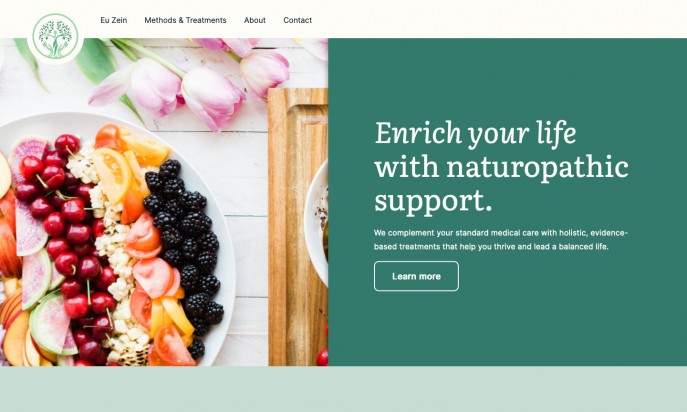 Eu Zein
Methods & Treatments
About
Contact
Enrich your life
with naturopathic
support.
We complement your standard medical care with holistic, evidence-
based treatments that help you thrive and lead a balanced life.
Learn more